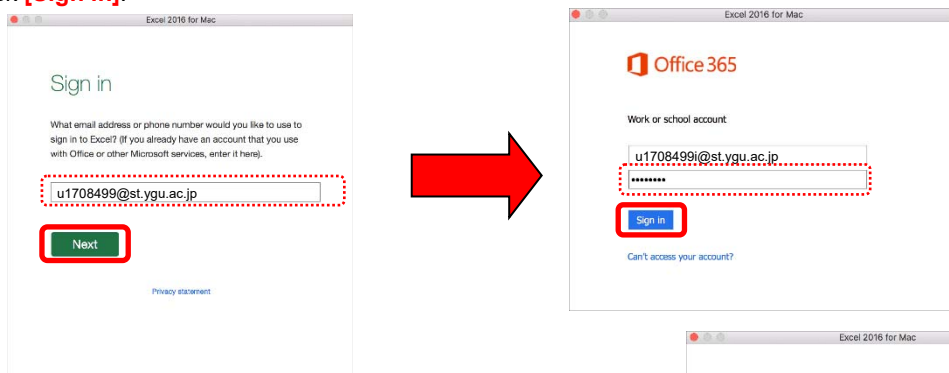 [Sign in].
Excel 2016 for Mac
Sign in
What email address or phone number would you like to use to
sign in to Excel? (If you already have an account that you use
with Office or other Microsoft services, enter it here).
u1708499@st.ygu.ac.jp
Next
Privacy statement
Excel 2016 for Mac
Office 365
Work or school account
u1708499i@st.ygu.ac.jp
••••••••
Sign in
Can't access your account?
Excel 2016 for Mac